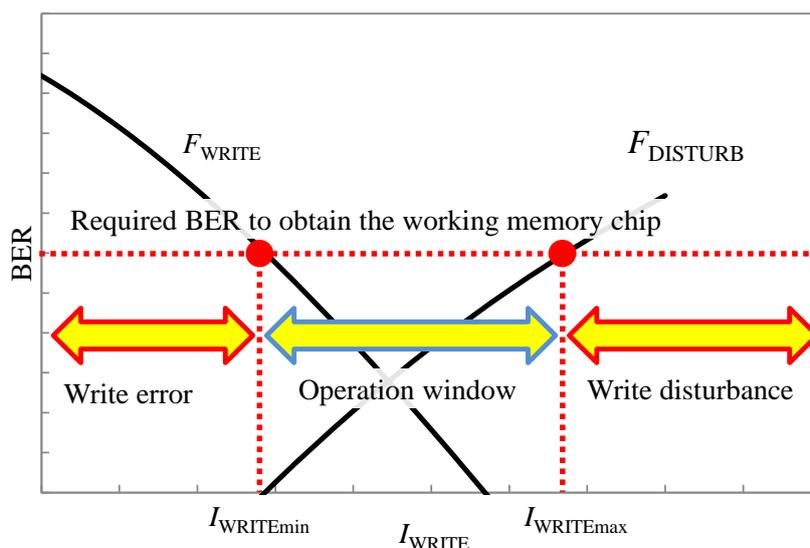 F_WRITE
F_DISTURB
Required BER to obtain the working memory chip
BER
Write error
Operation window
Write disturbance
I_WRITEmin
I_WRITE
I_WRITEmax